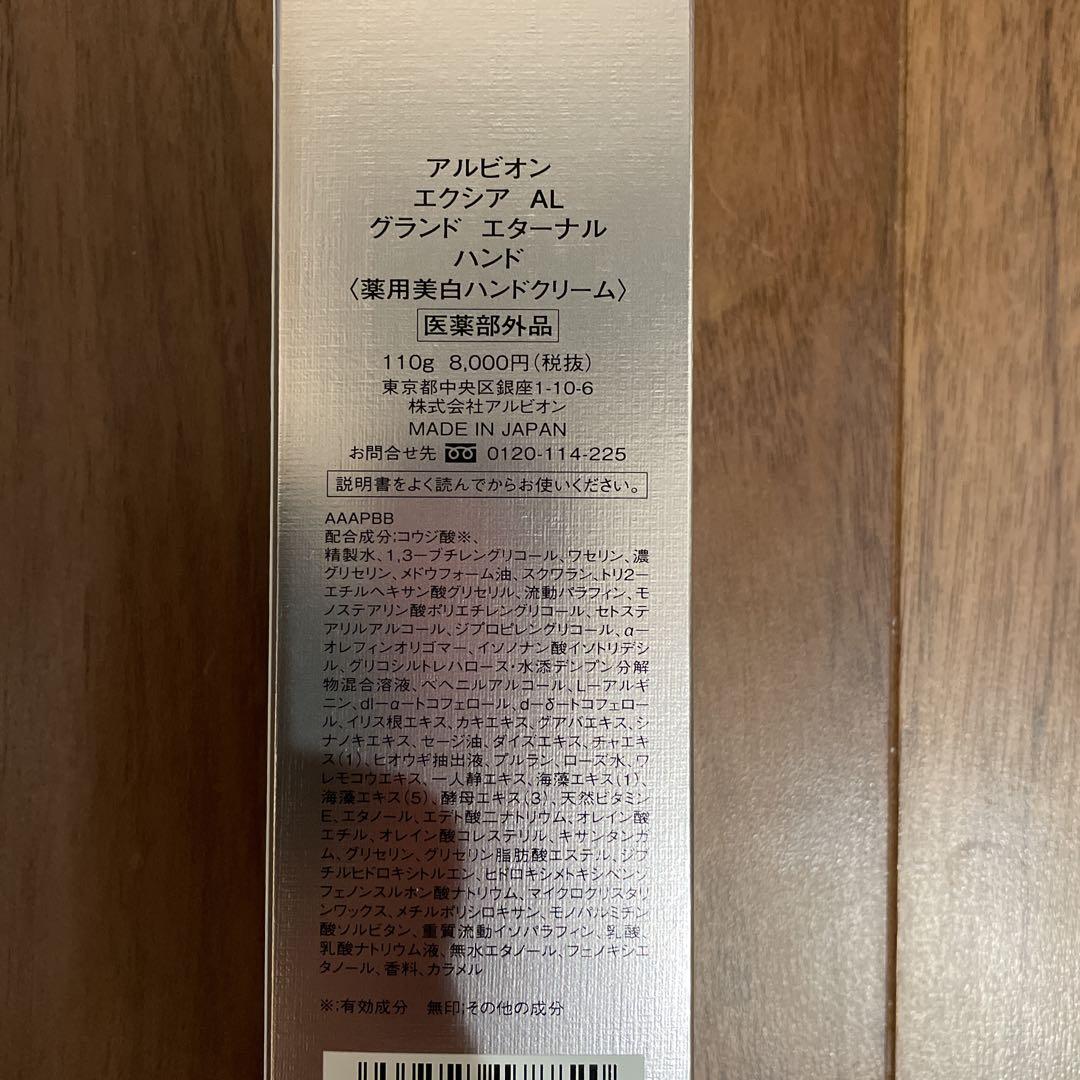 アルビオン
エクシア AL
グランド エターナル
ハンド
〈薬用美白ハンドクリーム〉
医薬部外品
110g 8,000円(税抜)
東京都中央区銀座1-10-6
株式会社アルビオン
MADE IN JAPAN
お問合せ先 0120-114-225
説明書をよく読んでからお使いください。
AAAPBB
配合成分;コウジ酸※、
精製水、1,3ーブチレングリコール、ワセリン、濃
グリセリン、メドウフォーム油、スクワラン、トリ2ー
エチルヘキサン酸グリセリル、流動パラフィン、モ
ノステアリン酸ポリエチレングリコール、セトステ
アリルアルコール、ジプロピレングリコール、αー
オレフィンオリゴマー、イソノナン酸イソトリデシ
ル、グリコシルトレハロース・水添デンプン分解
物混合溶液、ベヘニルアルコール、Lーアルギ
ニン、dlーαートコフェロール、dーδートコフェロー
ル、イリス根エキス、カキエキス、グアバエキス、シ
ナノキエキス、セージ油、ダイズエキス、チャエキ
ス(1)、ヒオウギ抽出液、プルラン、ローズ水、ワ
レモコウエキス、一人静エキス、海藻エキス(1)、
海藻エキス(5)、酵母エキス(3)、天然ビタミン
E、エタノール、エデト酸二ナトリウム、オレイン酸
エチル、オレイン酸コレステリル、キサンタンガ
ム、グリセリン、グリセリン脂肪酸エステル、ジブ
チルヒドロキシトルエン、ヒドロキシメトキシベンゾ
フェノンスルホン酸ナトリウム、マイクロクリスタリ
ンワックス、メチルポリシロキサン、モノパルミチン
酸ソルビタン、重質流動イソパラフィン、乳酸、
乳酸ナトリウム液、無水エタノール、フェノキシエ
タノール、香料、カラメル
※;有効成分 無印;その他の成分